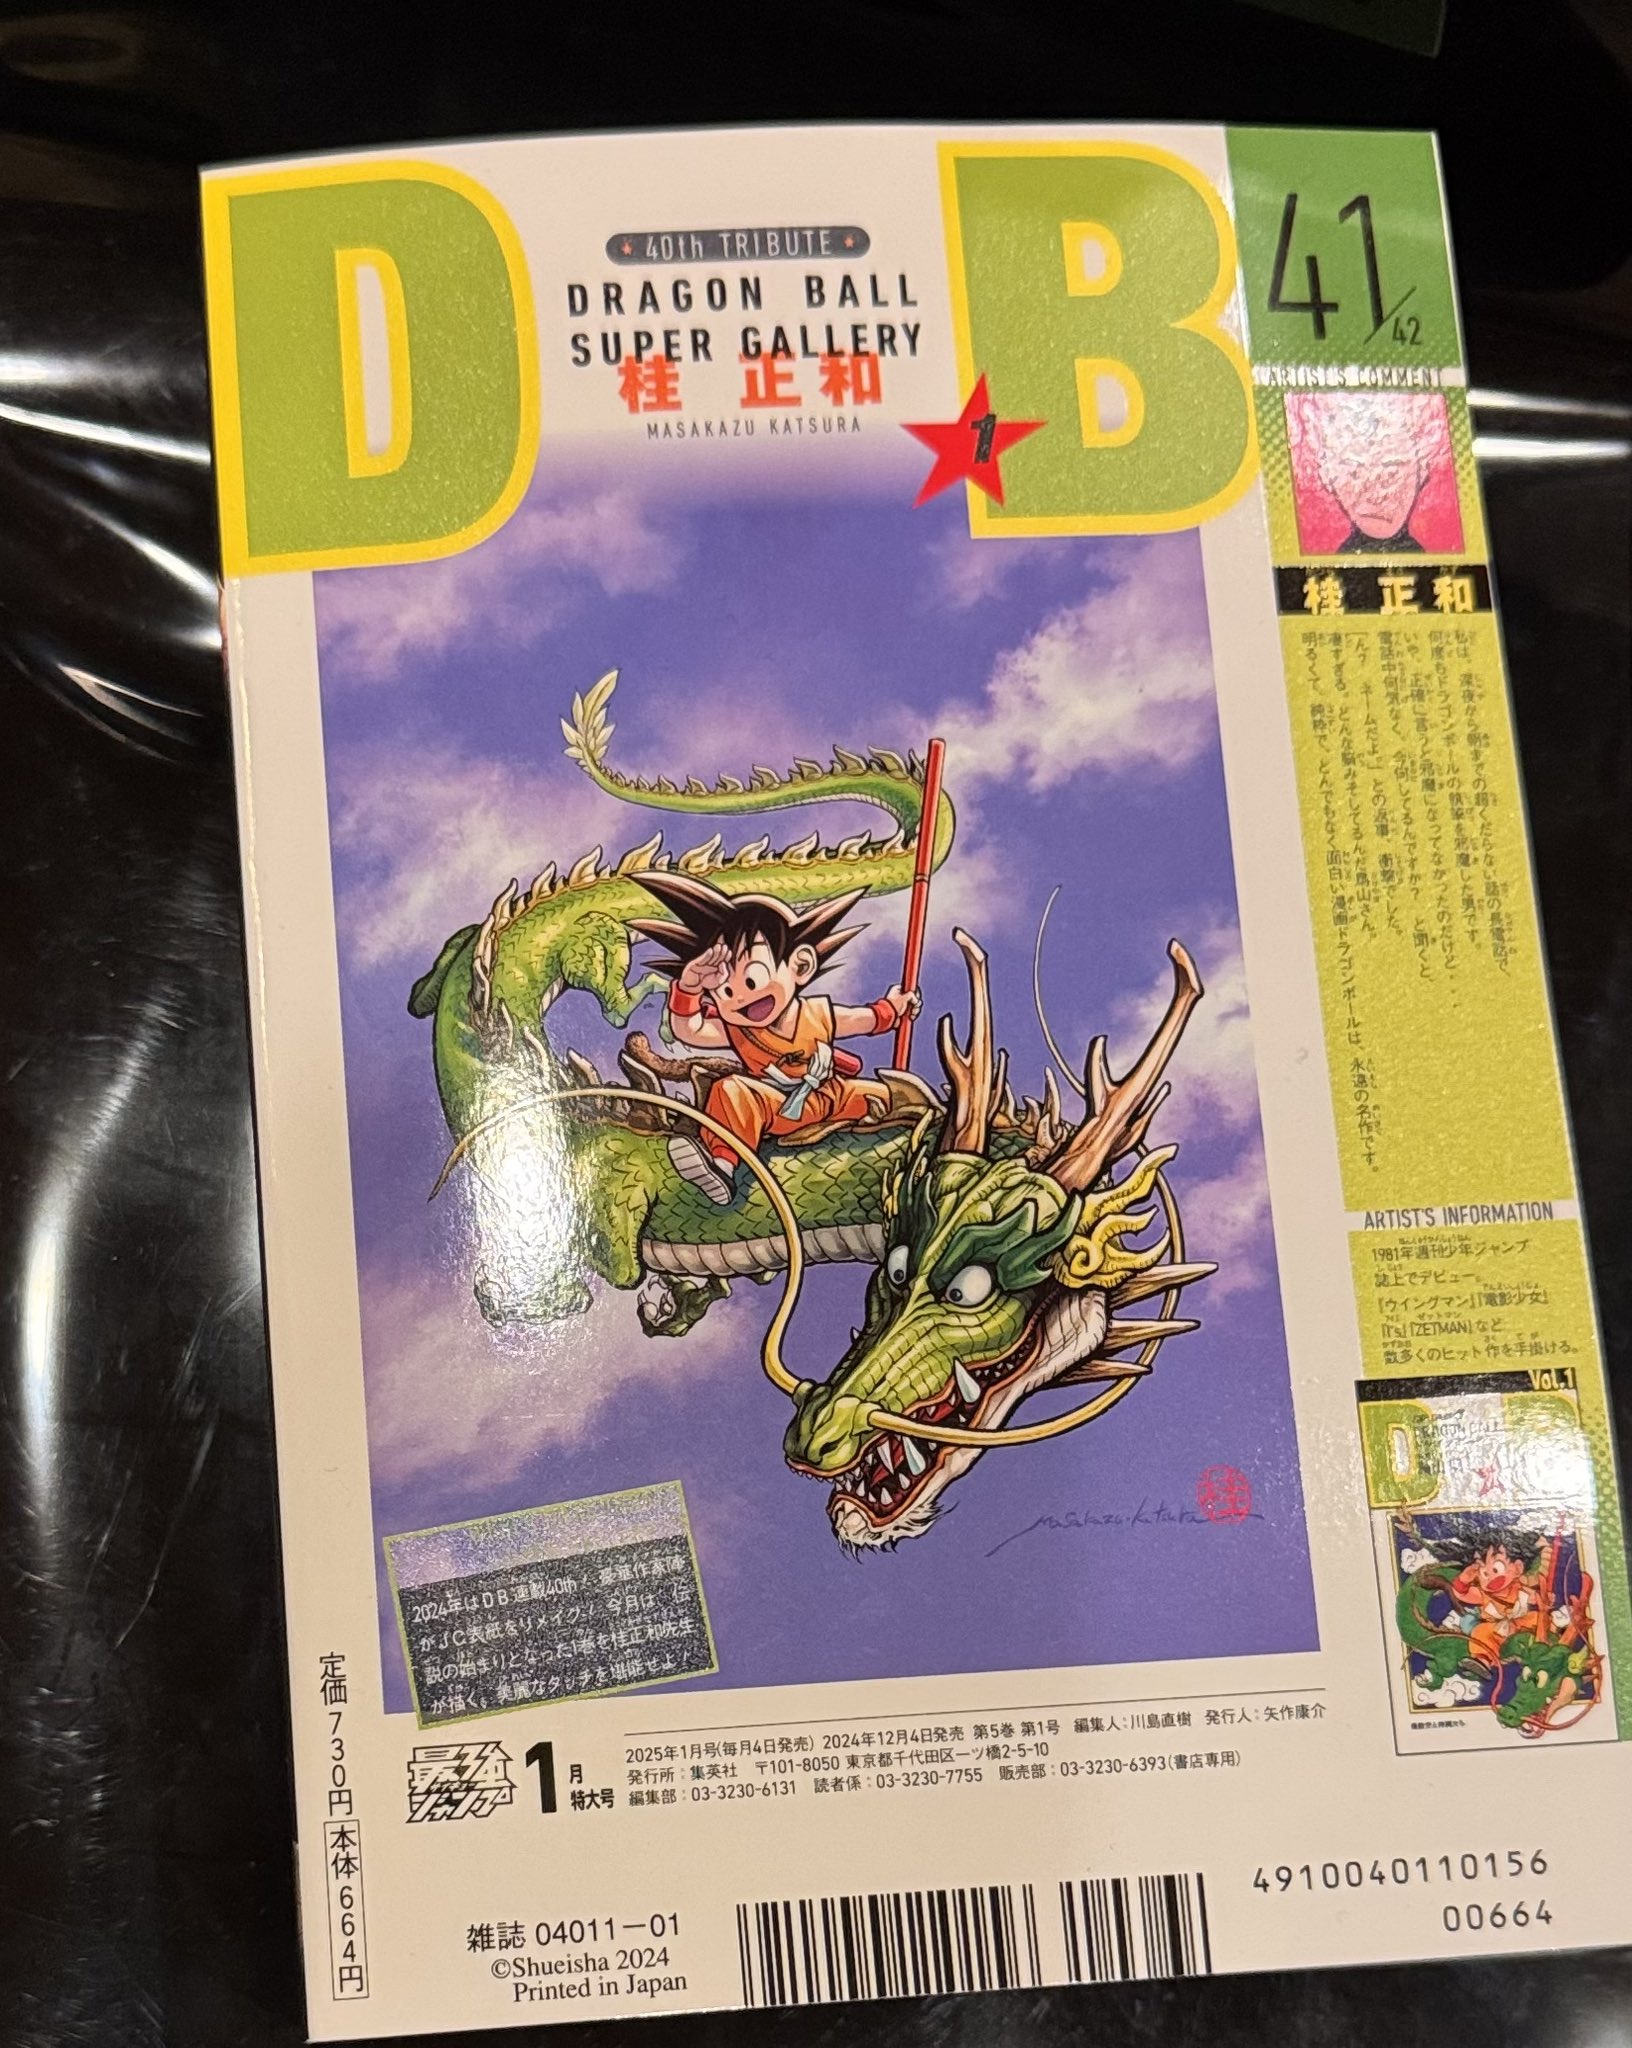 D B
★ 40th TRIBUTE ★
DRAGON BALL
SUPER GALLERY
桂 正和
MASAKAZU KATSURA
1
41/42
ARTIST'S COMMENT
桂 正和
私は、深夜から朝までの超くだらない話の長電話で、
何度もドラゴンボールの執筆を邪魔した男です。
いや、正確に言うと邪魔になってなかったのだけど…。
電話中何気なく、今何してるんですか？ と聞くと、
「ん？ ネームだよ」との返事。衝撃でした。
凄すぎる。どんな脳みそしてるんだ鳥山さん。
明るくて、純粋で、とんでもなく面白い漫画ドラゴンボールは、永遠の名作です。
ARTIST'S INFORMATION
1981年週刊少年ジャンプ
誌上でデビュー。
『ウイングマン』『電影少女』
『I"s』『ZETMAN』など
数多くのヒット作を手掛ける。
Vol.1
D B
DRAGON BALL
Masakazu・Katsura
桂
2024年はDB連載40th！ 豪華作家陣
がJC表紙をリメイク！ 今月は、伝
説の始まりとなった1巻を桂正和先生
が描く。美麗なタッチを堪能せよ！
定価730円 本体664円
最強ジャンプ
1月特大号
2025年1月号(毎月4日発売) 2024年12月4日発売 第5巻 第1号 編集人:川島直樹 発行人:矢作康介
発行所:集英社 〒101-8050 東京都千代田区一ツ橋2-5-10
編集部:03-3230-6131 読者係:03-3230-7755 販売部:03-3230-6393(書店専用)
雑誌 04011-01
©Shueisha 2024
Printed in Japan
4910040110156
00664